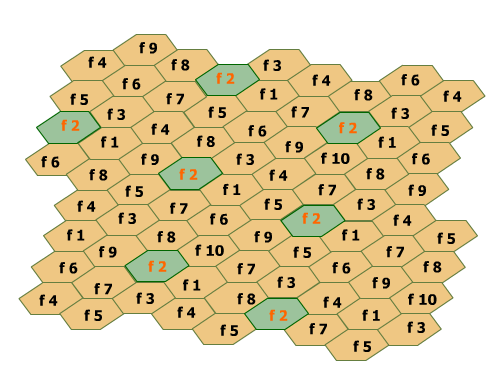 f 9
f 4 f 8 f 3
f 6 f 2 f 4 f 6
f 5 f 7 f 1 f 8 f 4
f 2 f 3 f 5 f 7 f 3
f 1 f 4 f 6 f 2 f 5
f 6 f 9 f 8 f 9 f 1
f 8 f 2 f 3 f 10 f 6
f 5 f 1 f 4 f 8
f 4 f 7 f 5 f 7 f 9
f 3 f 6 f 2 f 3
f 1 f 8 f 9 f 1 f 4
f 9 f 10 f 5 f 7 f 5
f 6 f 2 f 7 f 6 f 8
f 7 f 1 f 3 f 9
f 4 f 3 f 8 f 4 f 10
f 5 f 4 f 2 f 1
f 5 f 7 f 3
f 5